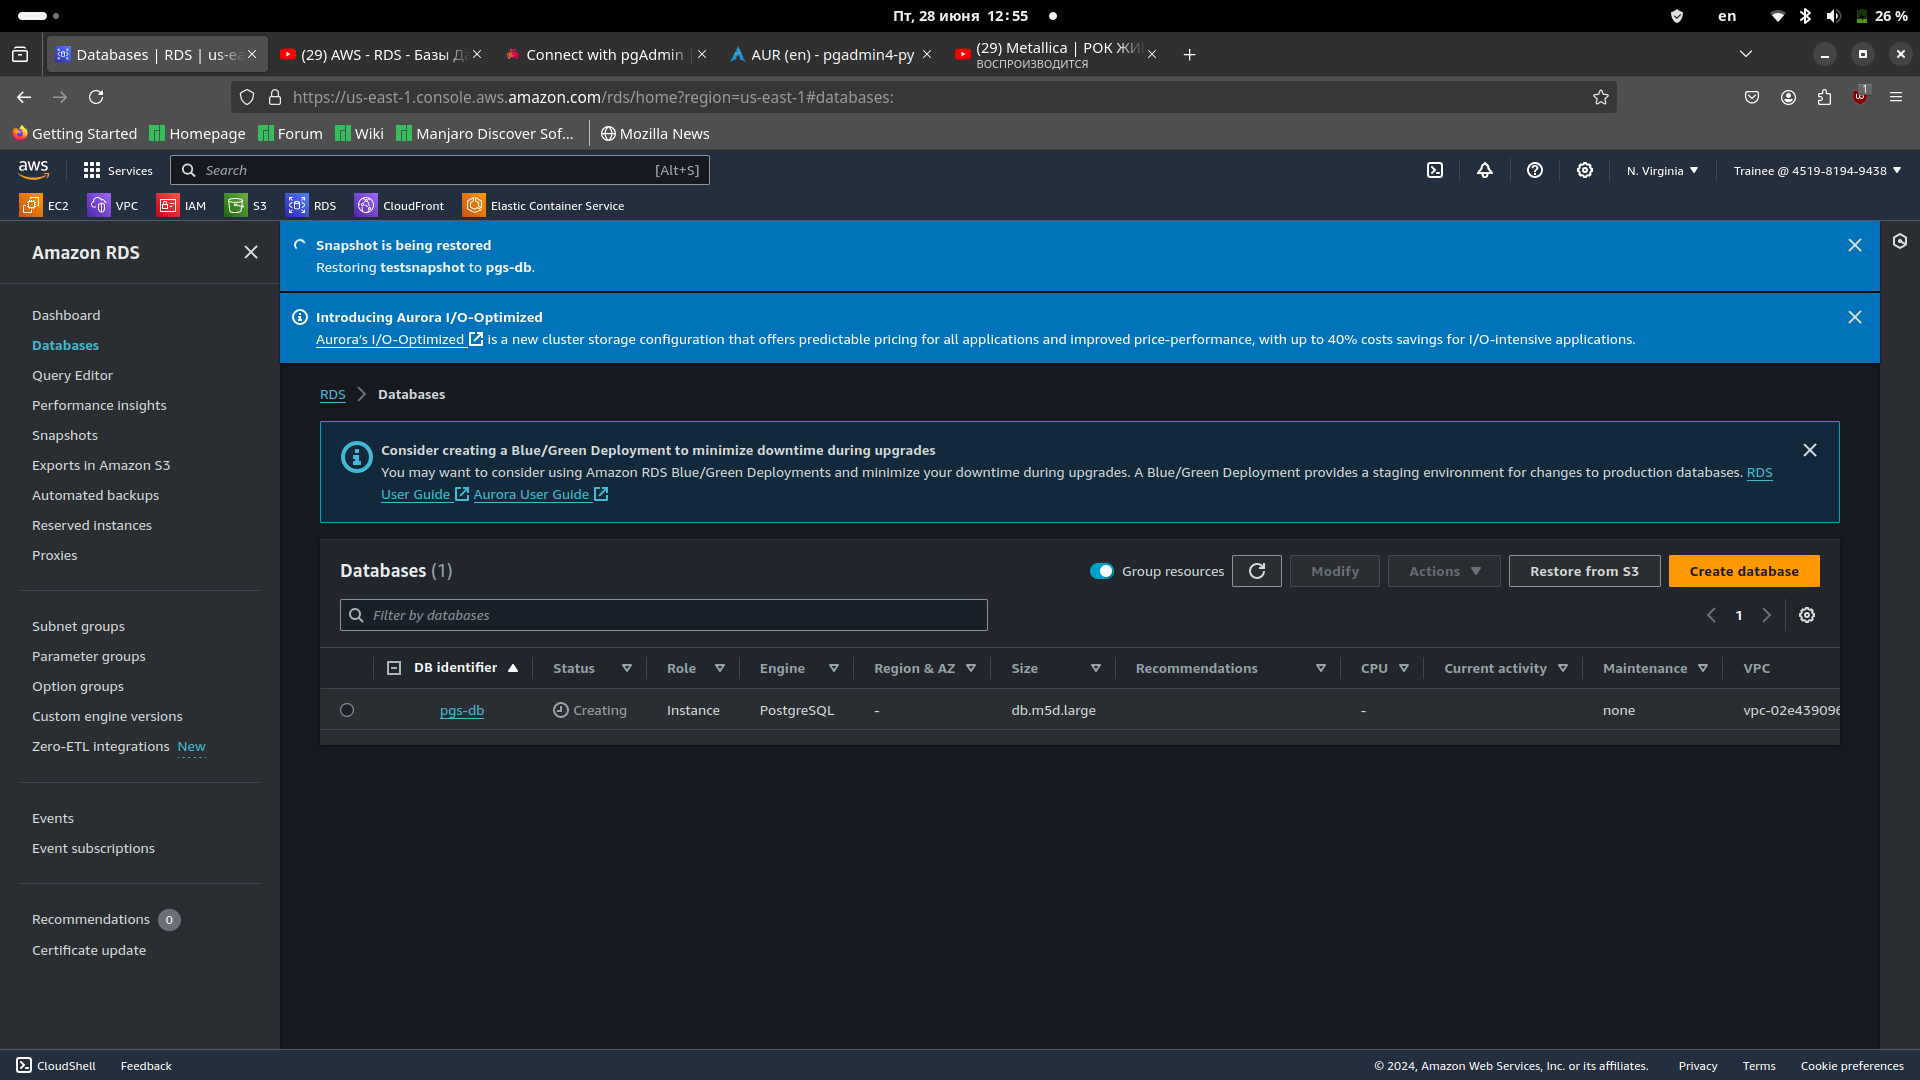 Пт, 28 июня 12:55
en
26 %
Databases | RDS | us-ea
(29) AWS - RDS - Базы Да
Connect with pgAdmin
AUR (en) - pgadmin4-py
(29) Metallica | РОК ЖИ
ВОСПРОИЗВОДИТСЯ
https://us-east-1.console.aws.amazon.com/rds/home?region=us-east-1#databases:
1
Getting Started
Homepage
Forum
Wiki
Manjaro Discover Sof...
Mozilla News
aws
Services
Search
[Alt+S]
N. Virginia
Trainee @ 4519-8194-9438
EC2
VPC
IAM
S3
RDS
CloudFront
Elastic Container Service
Amazon RDS
Dashboard
Databases
Query Editor
Performance insights
Snapshots
Exports in Amazon S3
Automated backups
Reserved instances
Proxies
Subnet groups
Parameter groups
Option groups
Custom engine versions
Zero-ETL integrations New
Events
Event subscriptions
Recommendations 0
Certificate update
Snapshot is being restored
Restoring testsnapshot to pgs-db.
Introducing Aurora I/O-Optimized
Aurora's I/O-Optimized is a new cluster storage configuration that offers predictable pricing for all applications and improved price-performance, with up to 40% costs savings for I/O-intensive applications.
RDS
Databases
Consider creating a Blue/Green Deployment to minimize downtime during upgrades
You may want to consider using Amazon RDS Blue/Green Deployments and minimize your downtime during upgrades. A Blue/Green Deployment provides a staging environment for changes to production databases. RDS
User Guide Aurora User Guide
Databases (1)
Group resources
Modify
Actions
Restore from S3
Create database
Filter by databases
1
DB identifier
Status
Role
Engine
Region & AZ
Size
Recommendations
CPU
Current activity
Maintenance
VPC
pgs-db
Creating
Instance
PostgreSQL
-
db.m5d.large
-
none
vpc-02e439096
CloudShell
Feedback
© 2024, Amazon Web Services, Inc. or its affiliates.
Privacy
Terms
Cookie preferences